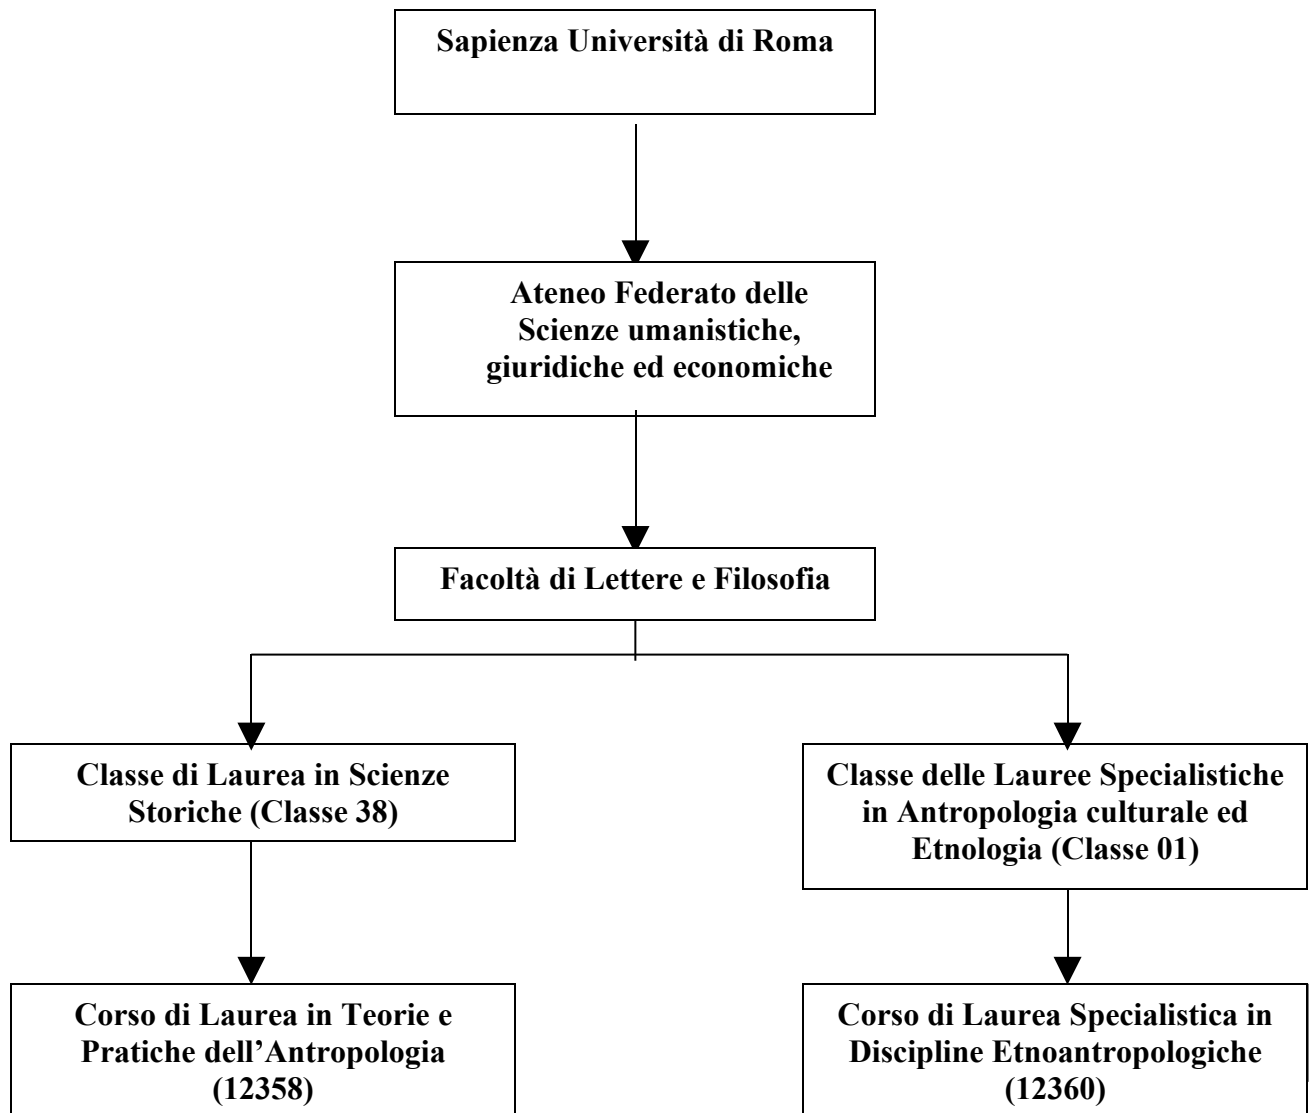 Sapienza Università di Roma
Ateneo Federato delle
Scienze umanistiche,
giuridiche ed economiche
Facoltà di Lettere e Filosofia
Classe di Laurea in Scienze
Storiche (Classe 38)
Classe delle Lauree Specialistiche
in Antropologia culturale ed
Etnologia (Classe 01)
Corso di Laurea in Teorie e
Pratiche dell’Antropologia
(12358)
Corso di Laurea Specialistica in
Discipline Etnoantropologiche
(12360)